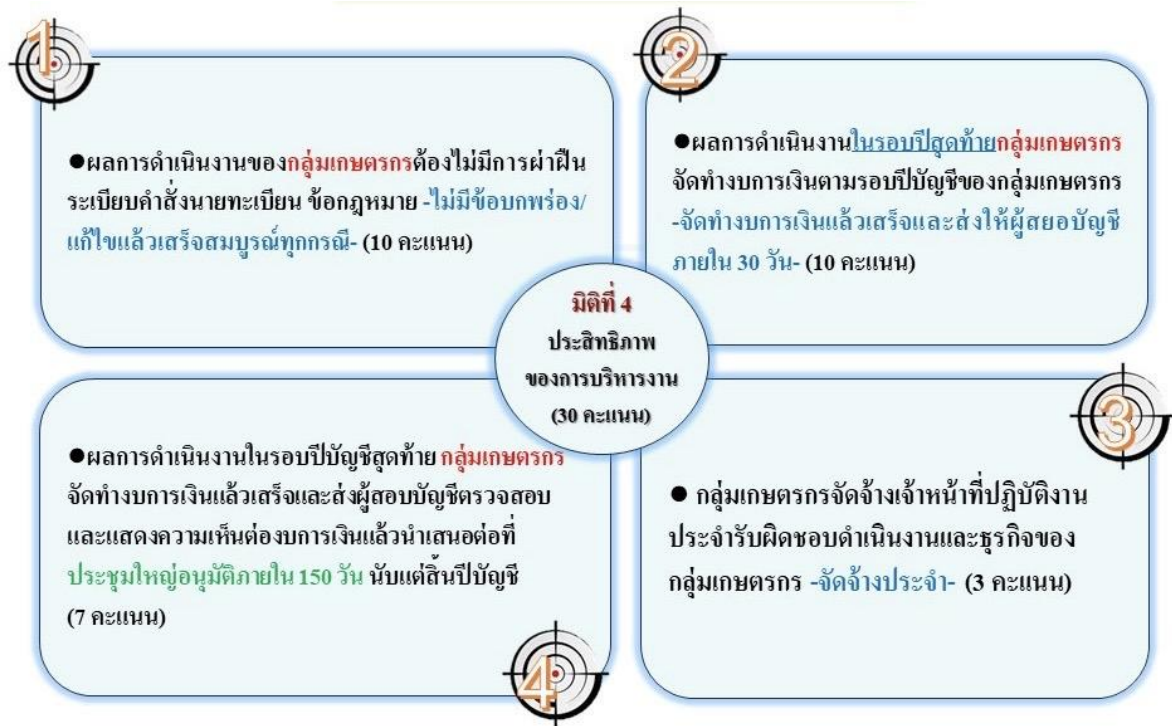 1
●ผลการดำเนินงานของกลุ่มเกษตรกรต้องไม่มีการฝ่าฝืน
ระเบียบคำสั่งนายทะเบียน ข้อกฎหมาย -ไม่มีข้อบกพร่อง/
แก้ไขแล้วเสร็จสมบูรณ์ทุกกรณี- (10 คะแนน)
2
●ผลการดำเนินงานในรอบปีสุดท้ายกลุ่มเกษตรกร
จัดทำงบการเงินตามรอบปีบัญชีของกลุ่มเกษตรกร
-จัดทำงบการเงินแล้วเสร็จและส่งให้ผู้สยอบัญชี
ภายใน 30 วัน- (10 คะแนน)
มิติที่ 4
ประสิทธิภาพ
ของการบริหารงาน
(30 คะแนน)
3
● กลุ่มเกษตรกรจัดจ้างเจ้าหน้าที่ปฏิบัติงาน
ประจำรับผิดชอบดำเนินงานและธุรกิจของ
กลุ่มเกษตรกร -จัดจ้างประจำ- (3 คะแนน)
●ผลการดำเนินงานในรอบปีบัญชีสุดท้าย กลุ่มเกษตรกร
จัดทำงบการเงินแล้วเสร็จและส่งผู้สอบบัญชีตรวจสอบ
และแสดงความเห็นต่องบการเงินแล้วนำเสนอต่อที่
ประชุมใหญ่อนุมัติภายใน 150 วัน นับแต่สิ้นปีบัญชี
(7 คะแนน)
4